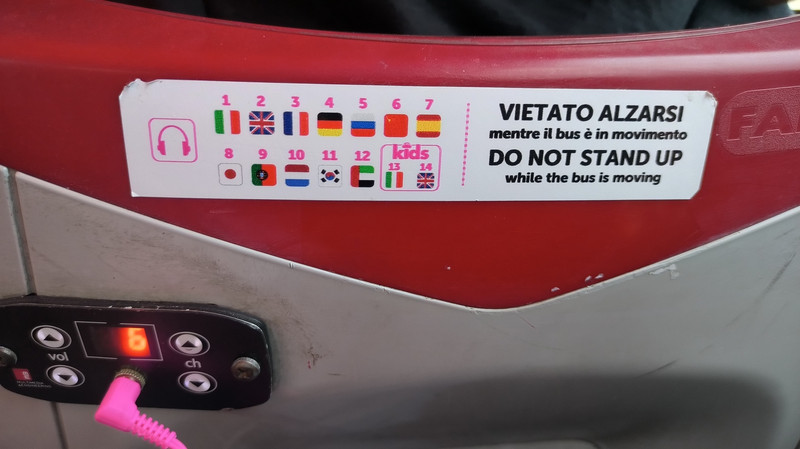 1 2 3 4 5 6 7
8 9 10 11 12 kids
13 14
VIETATO ALZARSI
mentre il bus è in movimento
DO NOT STAND UP
while the bus is moving
FA
vol 6 ch